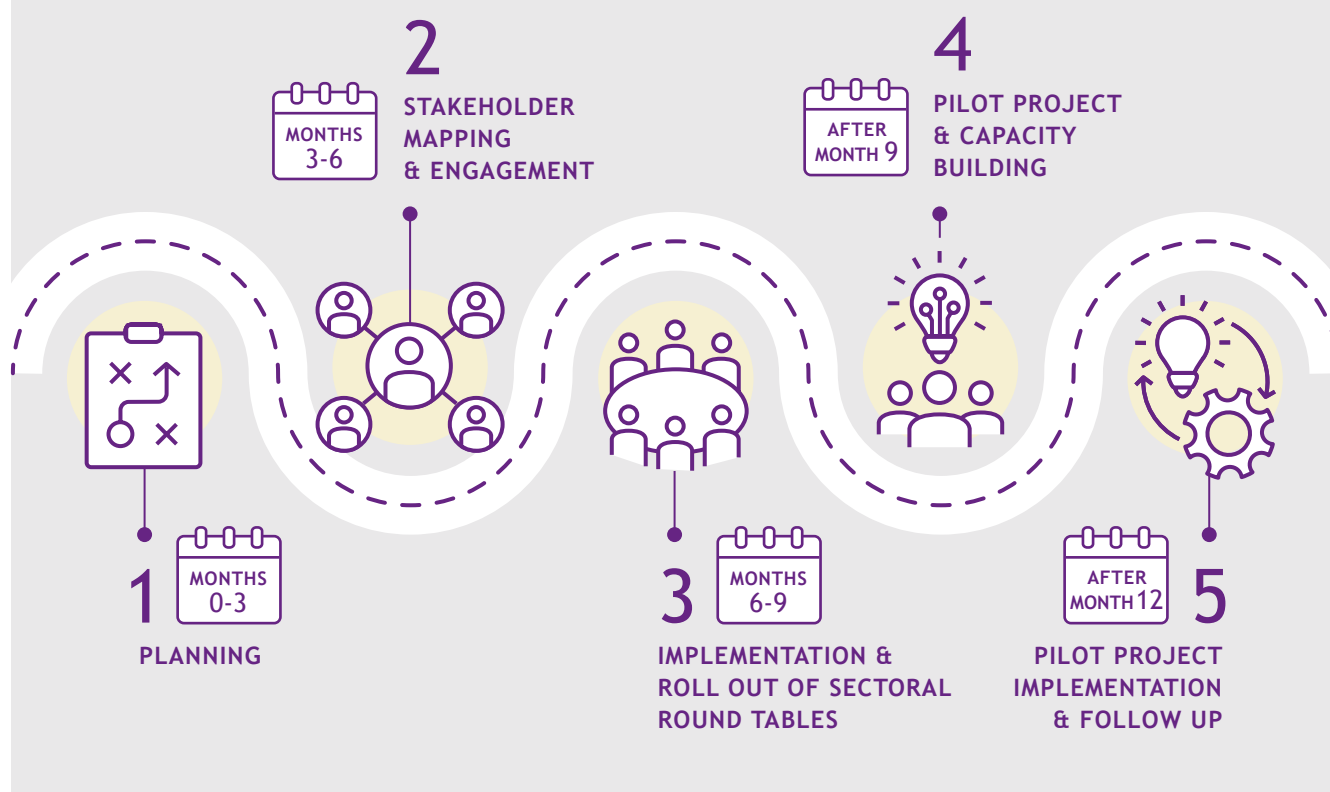 1
MONTHS
0-3
PLANNING
2
MONTHS
3-6
STAKEHOLDER
MAPPING
& ENGAGEMENT
3
MONTHS
6-9
IMPLEMENTATION &
ROLL OUT OF SECTORAL
ROUND TABLES
4
AFTER
MONTH 9
PILOT PROJECT
& CAPACITY
BUILDING
5
AFTER
MONTH 12
PILOT PROJECT
IMPLEMENTATION
& FOLLOW UP